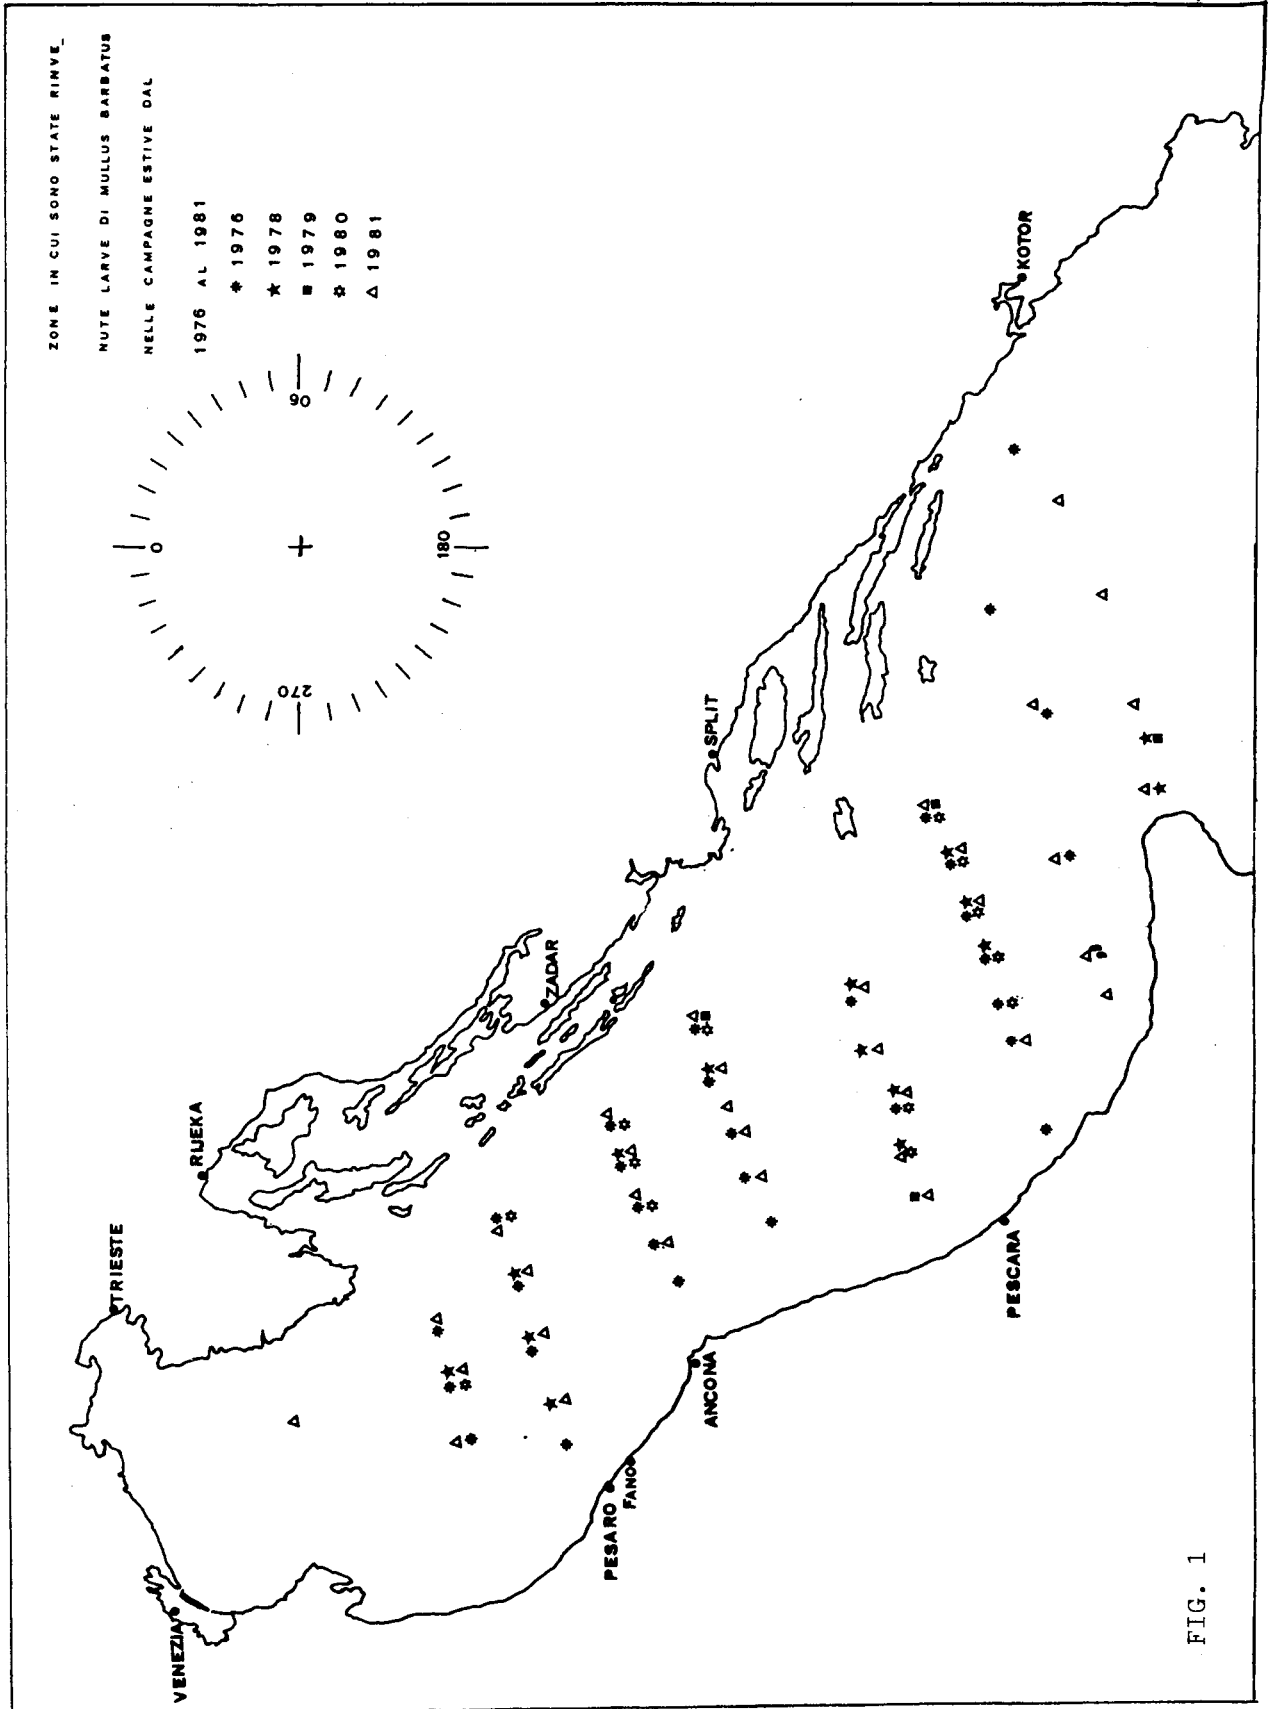 ZONE IN CUI SONO STATE RINVE_
NUTE LARVE DI MULLUS BARBATUS
NELLE CAMPAGNE ESTIVE DAL
1976 AL 1981
1976
1978
1979
1980
1981
0
90
180
270
TRIESTE
VENEZIA
RIJEKA
ZADAR
SPLIT
KOTOR
PESARO
FANO
ANCONA
PESCARA
FIG. 1